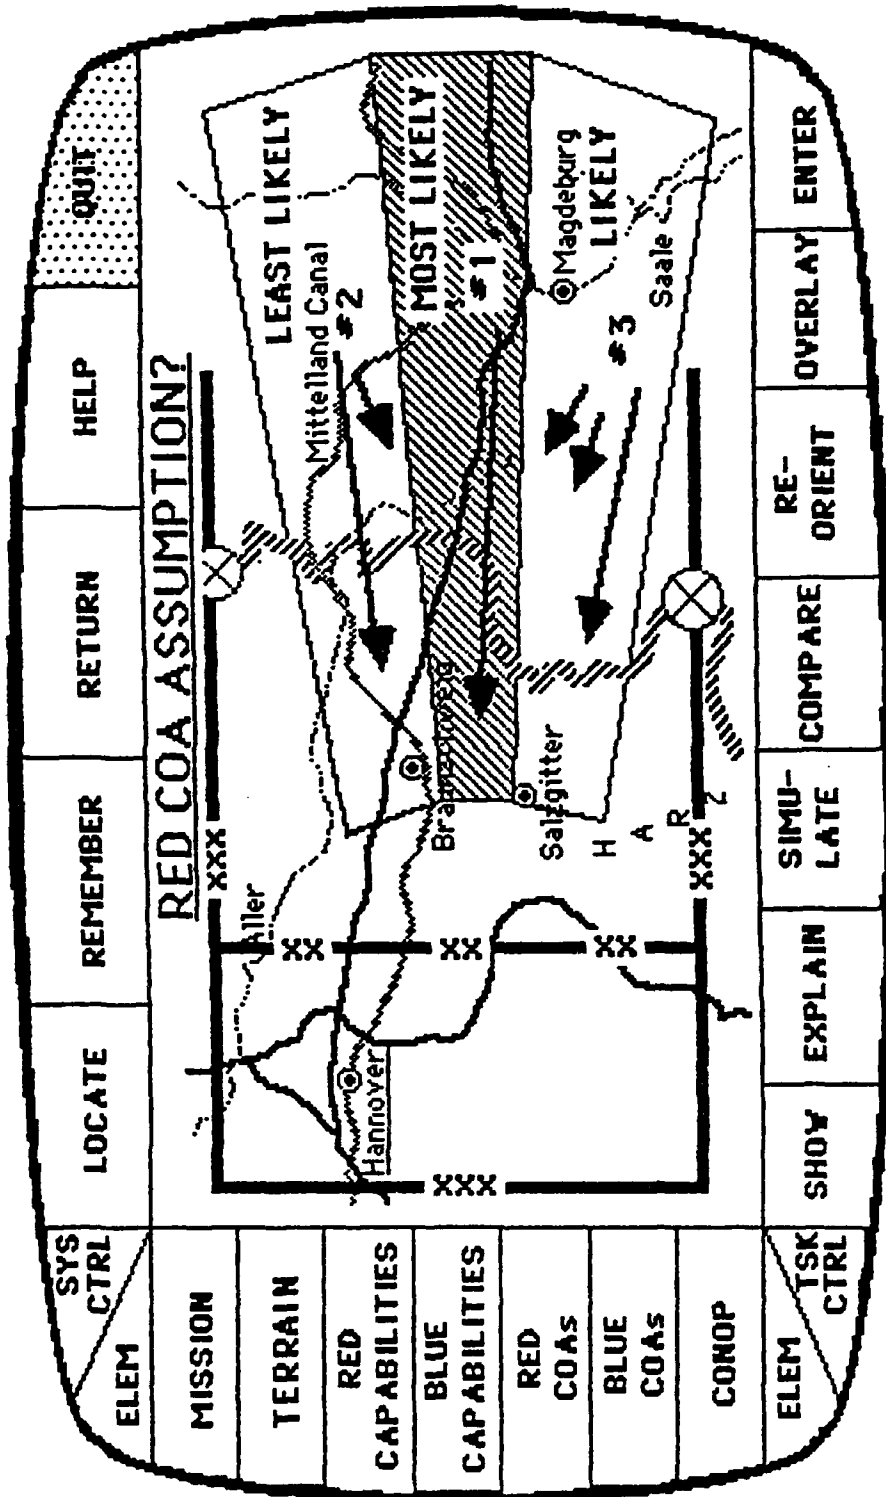 SYS
CTRL
LOCATE
REMEMBER
RETURN
HELP
QUIT
ELEM
MISSION
TERRAIN
RED
CAPABILITIES
BLUE
CAPABILITIES
RED
COAs
BLUE
COAs
CONOP
ELEM
TSK
CTRL
RED COA ASSUMPTION?
XXX
Aller
LEAST LIKELY
Mittelland Canal
#2
XX
Hannover
Braunschweig
MOST LIKELY
#1
XX
XXX
Salzgitter
Magdeburg
LIKELY
#3
XX
Saale
H A R Z
XXX
SHOW
EXPLAIN
SIMU-
LATE
COMPARE
RE-
ORIENT
OVERLAY
ENTER